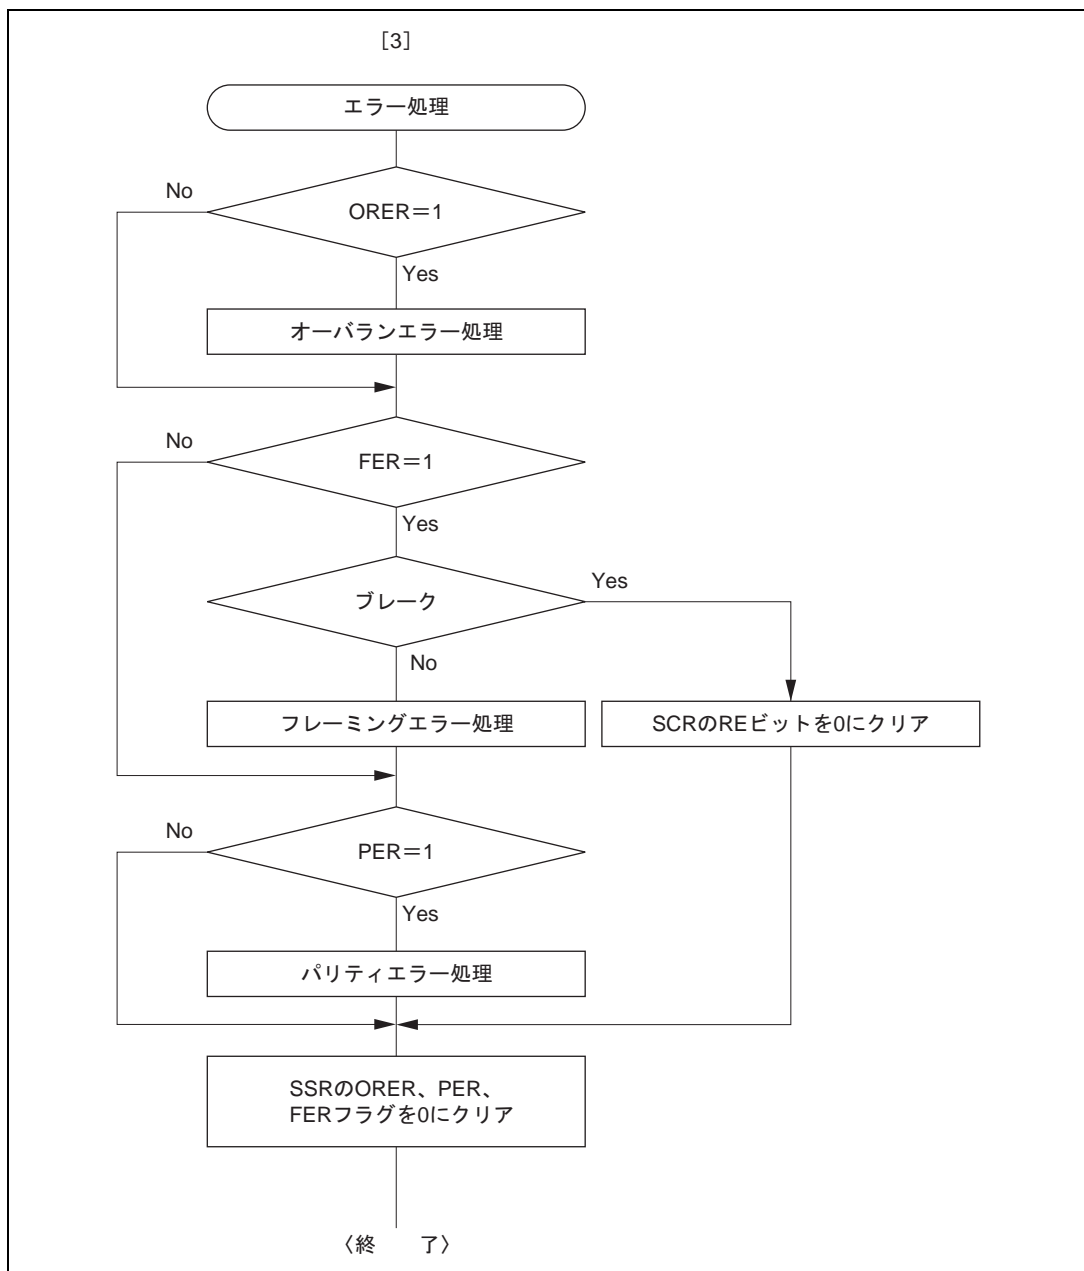 ［3］
エラー処理
No
ORER＝1
Yes
オーバランエラー処理
No
FER＝1
Yes
ブレーク
Yes
No
フレーミングエラー処理
SCRのREビットを0にクリア
No
PER＝1
Yes
パリティエラー処理
SSRのORER、PER、
FERフラグを0にクリア
〈終　　了〉